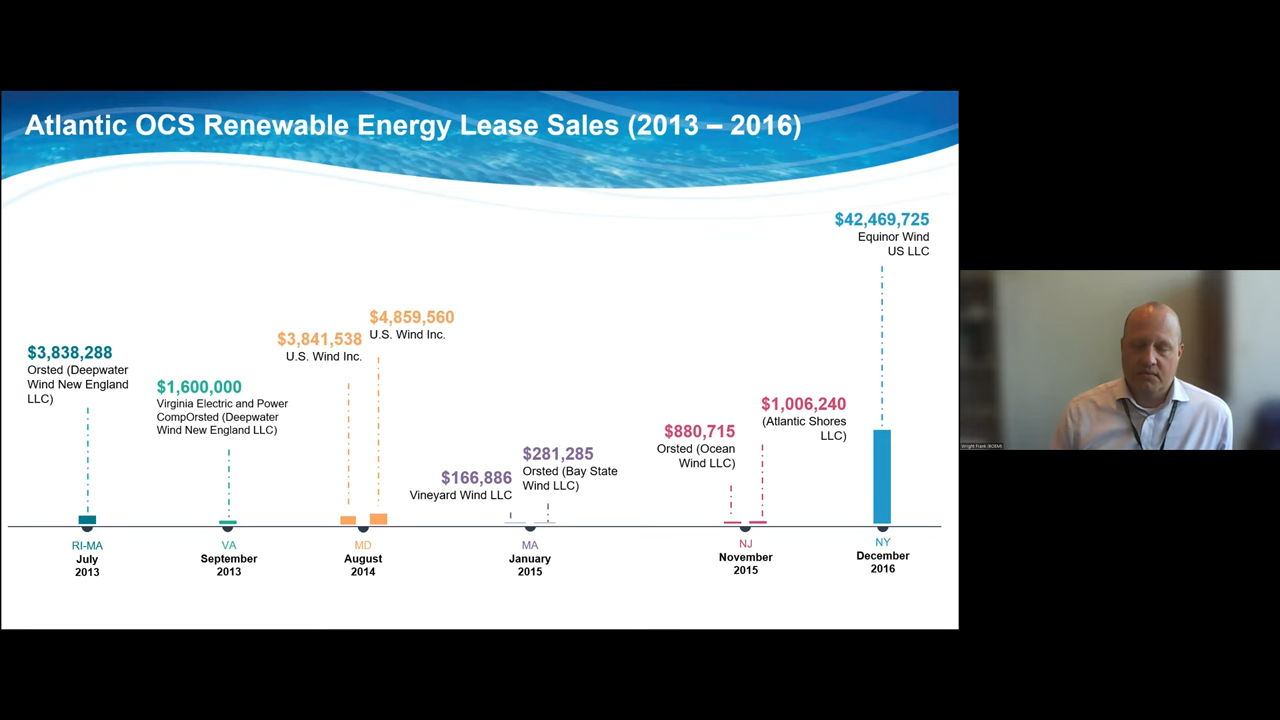 Atlantic OCS Renewable Energy Lease Sales (2013 – 2016)
$3,838,288
Orsted (Deepwater
Wind New England
LLC)
$1,600,000
Virginia Electric and Power
CompOrsted (Deepwater
Wind New England LLC)
$3,841,538
U.S. Wind Inc.
$4,859,560
U.S. Wind Inc.
$166,886
Vineyard Wind LLC
$281,285
Orsted (Bay State
Wind LLC)
$880,715
Orsted (Ocean
Wind LLC)
$1,006,240
(Atlantic Shores
LLC)
$42,469,725
Equinor Wind
US LLC
RI-MA
July
2013
VA
September
2013
MD
August
2014
MA
January
2015
NJ
November
2015
NY
December
2016
Wright Frank (BOEM)